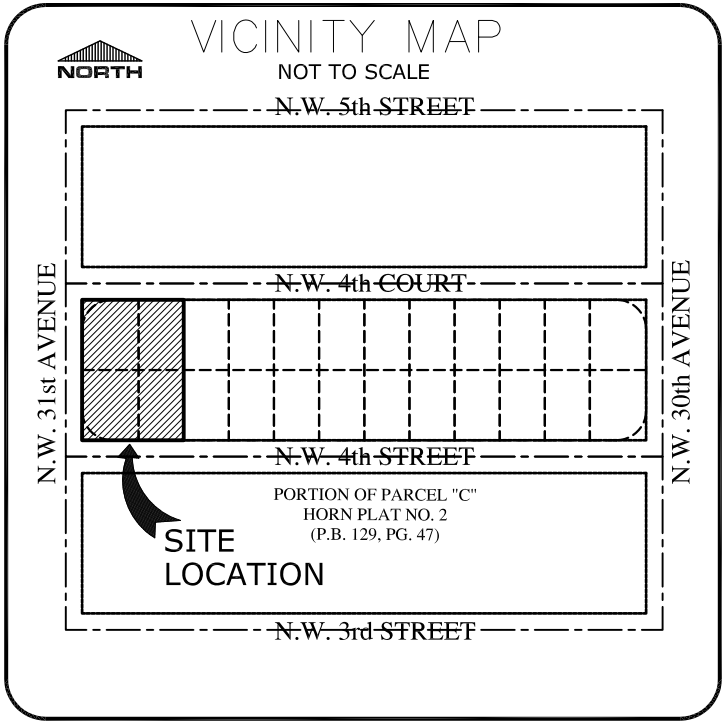 VICINITY MAP
NORTH
NOT TO SCALE
N.W. 5th STREET
N.W. 4th COURT
N.W. 31st AVENUE
N.W. 30th AVENUE
N.W. 4th STREET
PORTION OF PARCEL "C"
HORN PLAT NO. 2
(P.B. 129, PG. 47)
SITE
LOCATION
N.W. 3rd STREET